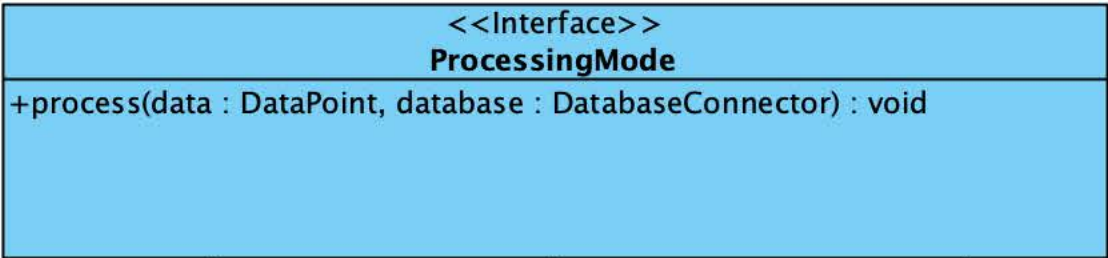 <<Interface>>
ProcessingMode
+process(data : DataPoint, database : DatabaseConnector) : void